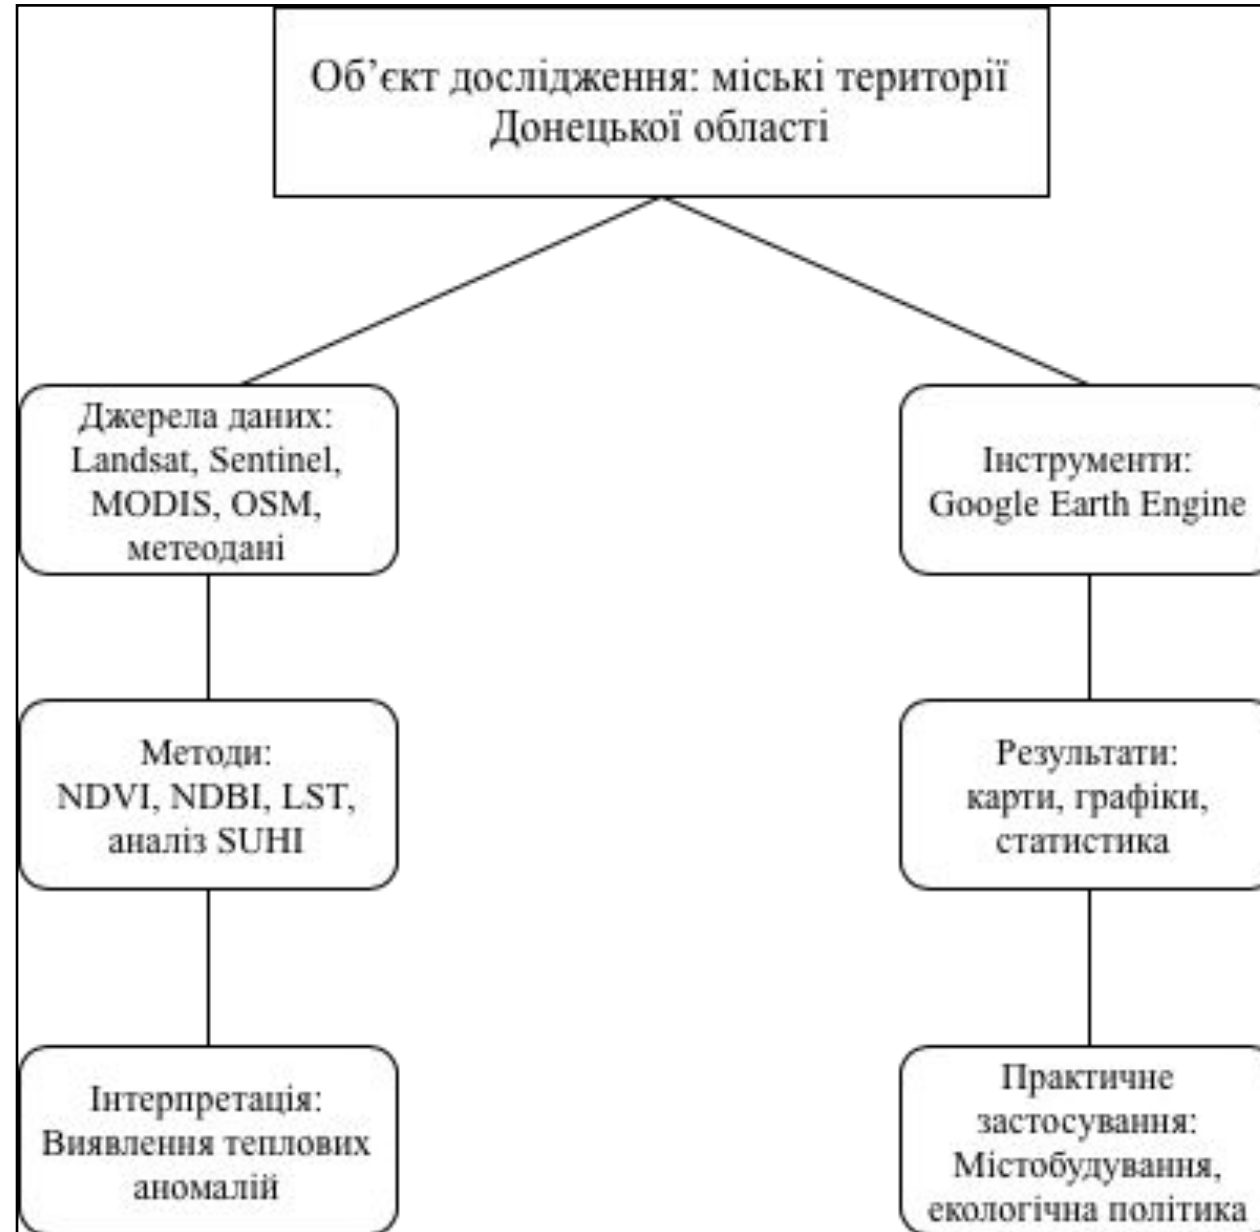 Об’єкт дослідження: міські території
Донецької області
Джерела даних:
Landsat, Sentinel,
MODIS, OSM,
метеодані
Інструменти:
Google Earth Engine
Методи:
NDVI, NDBI, LST,
аналіз SUHI
Результати:
карти, графіки,
статистика
Інтерпретація:
Виявлення теплових
аномалій
Практичне
застосування:
Містобудування,
екологічна політика